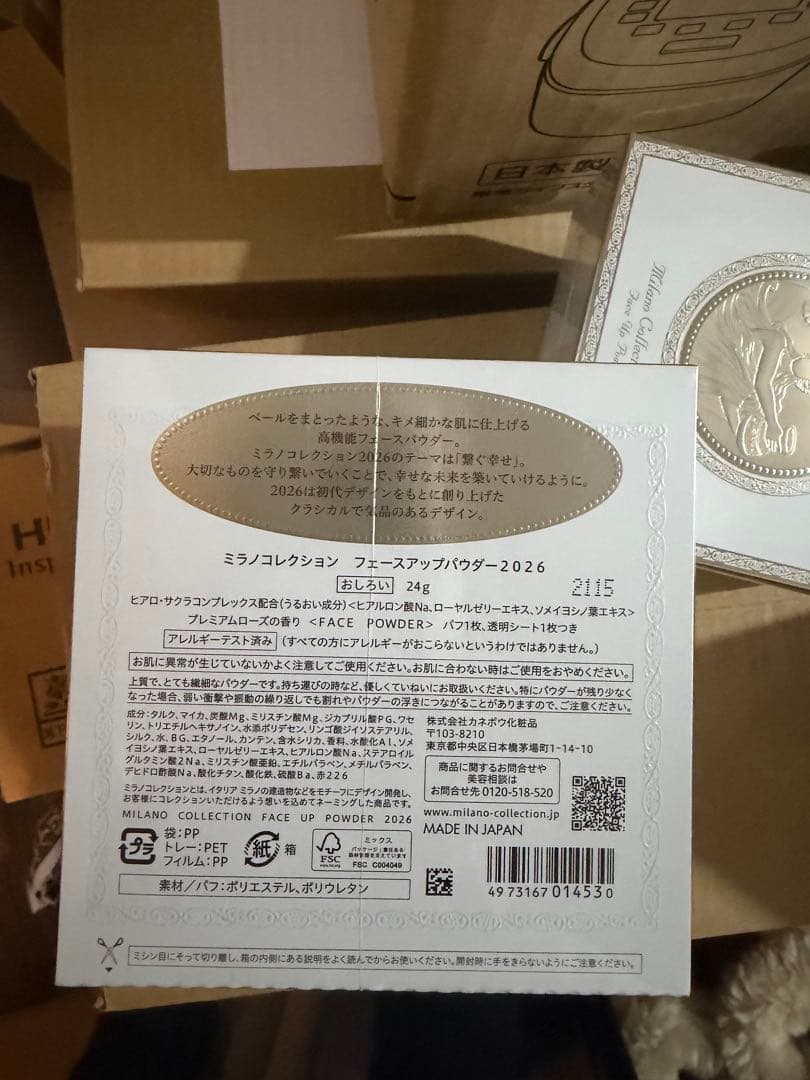 日本製
Milano Collec
Face Up Po
H
Insp
ベールをまとったような、キメ細かな肌に仕上げる
高機能フェースパウダー。
ミラノコレクション2026のテーマは「繋ぐ幸せ」。
大切なものを守り繋いでいくことで、幸せな未来を築いていけるように。
2026は初代デザインをもとに創り上げた
クラシカルで気品のあるデザイン。
ミラノコレクション フェースアップパウダー2026
おしろい 24g 2115
ヒアロ・サクラコンプレックス配合(うるおい成分)<ヒアルロン酸Na、ローヤルゼリーエキス、ソメイヨシノ葉エキス>
プレミアムローズの香り <FACE POWDER> パフ1枚、透明シート1枚つき
アレルギーテスト済み (すべての方にアレルギーがおこらないというわけではありません。)
お肌に異常が生じていないかよく注意してご使用ください。お肌に合わない時はご使用をおやめください。
上質で、とても繊細なパウダーです。持ち運びの時など、優しくていねいにお取扱いください。特にパウダーが残り少なく
なった場合、弱い衝撃や振動の繰り返しでも割れやパウダーの浮きにつながることがありますので、ご注意ください。
成分:タルク、マイカ、炭酸Mg、ミリスチン酸Mg、ジカプリル酸PG、ワセ
リン、トリエチルヘキサノイン、水添ポリデセン、リンゴ酸ジイソステアリル、
シルク、水、BG、エタノール、カンテン、含水シリカ、香料、水酸化Al、ソメ
イヨシノ葉エキス、ローヤルゼリーエキス、ヒアルロン酸Na、ステアロイル
グルタミン酸2Na、ミリスチン酸亜鉛、エチルパラベン、メチルパラベン、
デヒドロ酢酸Na、酸化チタン、酸化鉄、硫酸Ba、赤226
株式会社カネボウ化粧品
〒103-8210
東京都中央区日本橋茅場町1-14-10
商品に関するお問合せや
美容相談は
お問合せ先 0120-518-520
www.milano-collection.jp
MADE IN JAPAN
ミラノコレクションとは、イタリア ミラノの建造物などをモチーフにデザイン開発し、
お客様にコレクションいただけるような想いを込めてネーミングした商品です。
MILANO COLLECTION FACE UP POWDER 2026
プラ
袋:PP
トレー:PET
フィルム:PP
紙 箱
FSC
ミックス
パッケージ|責任ある
森林管理を支えています
FSC C004049
素材/パフ:ポリエステル、ポリウレタン
4973167 014530
ミシン目にそって切り離し、箱の内側にある説明をよく読んでからお使いください。開封時に手をきらないようにご注意ください。